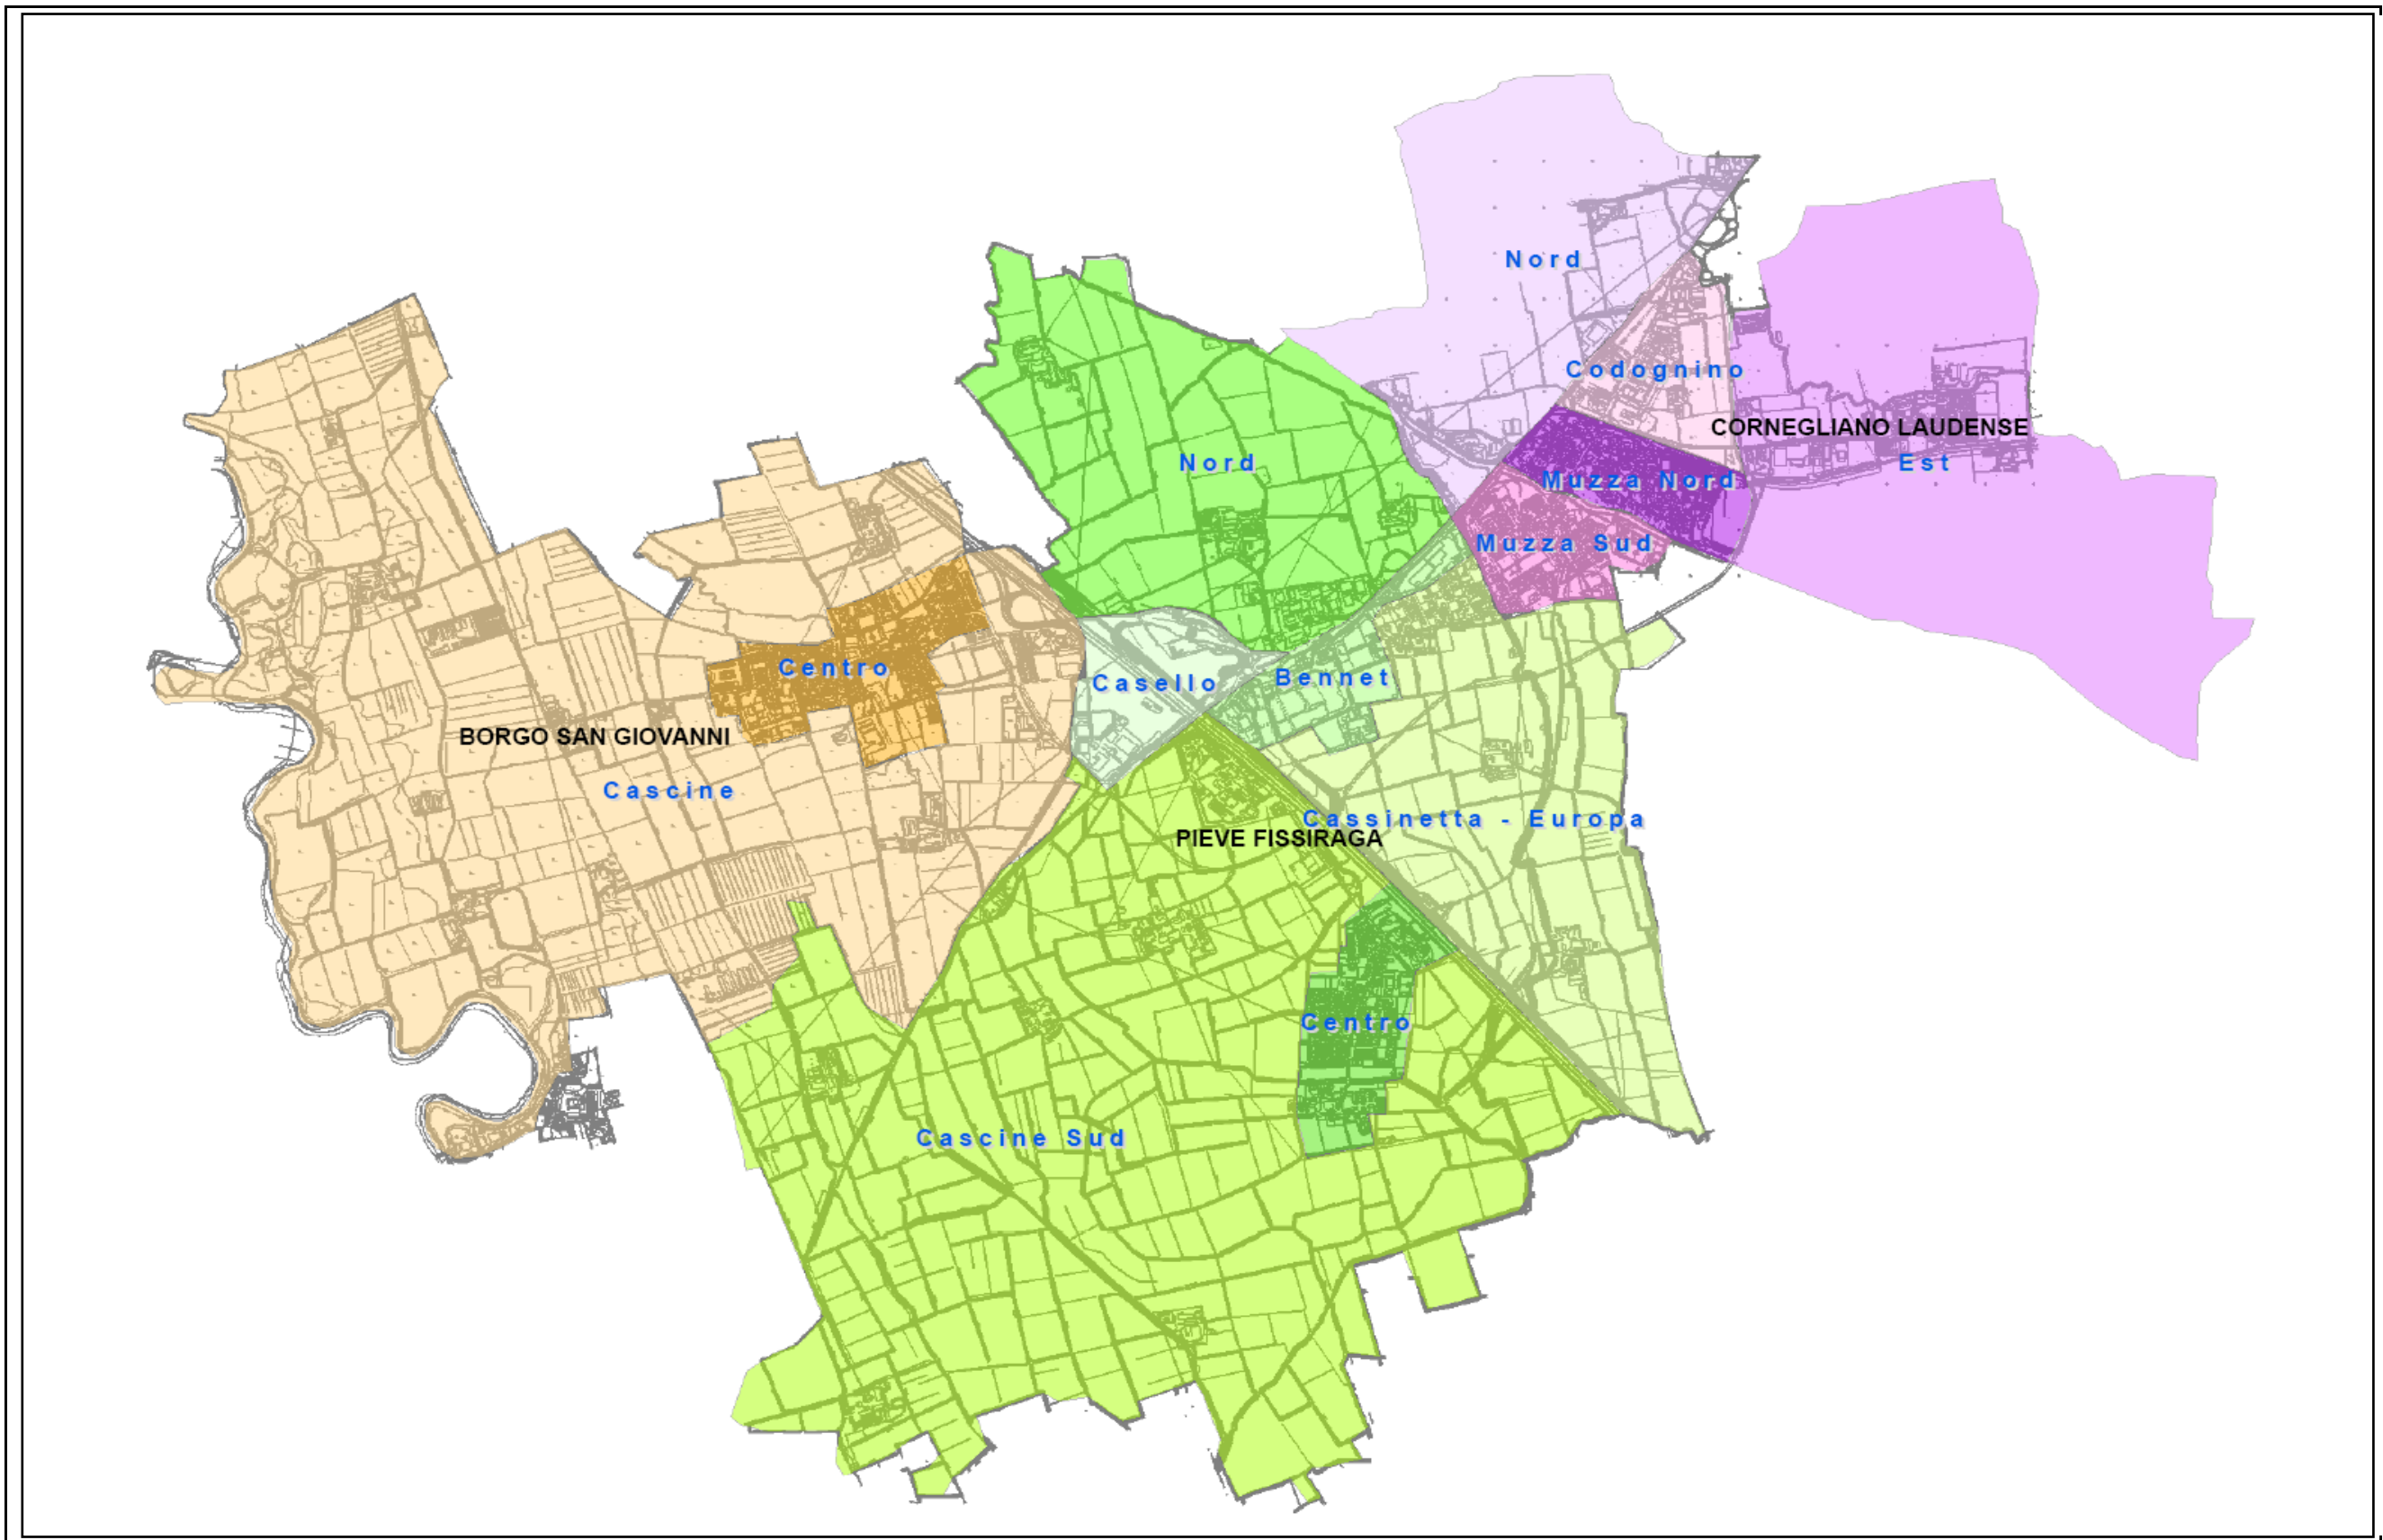 Nord
Codognino
CORNEGLIANO LAUDENSE
Nord
Est
Muzza Nord
Muzza Sud
Centro
Casello
Bennet
BORGO SAN GIOVANNI
Cascine
Cassinetta - Europa
PIEVE FISSIRAGA
Centro
Cascine Sud